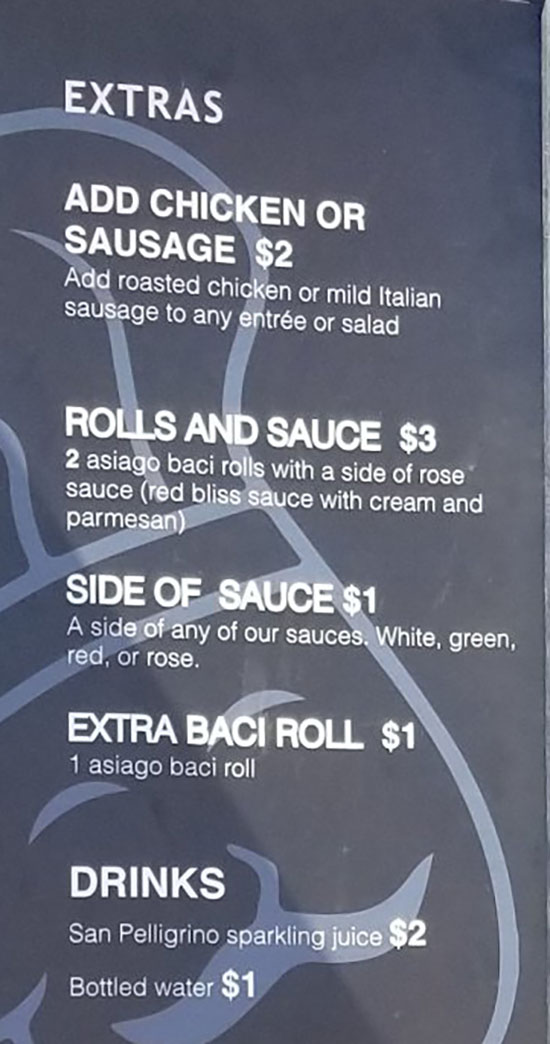 EXTRAS
ADD CHICKEN OR
SAUSAGE $2
Add roasted chicken or mild Italian
sausage to any entrée or salad
ROLLS AND SAUCE $3
2 asiago baci rolls with a side of rose
sauce (red bliss sauce with cream and
parmesan)
SIDE OF SAUCE $1
A side of any of our sauces. White, green,
red, or rose.
EXTRA BACI ROLL $1
1 asiago baci roll
DRINKS
San Pelligrino sparkling juice $2
Bottled water $1